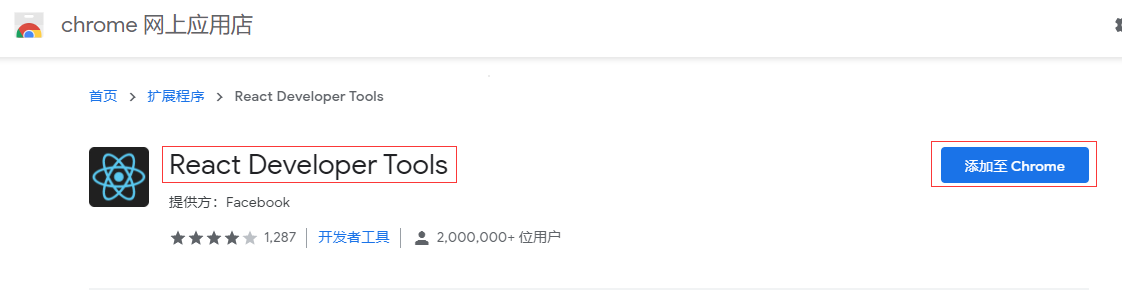 chrome 网上应用店
首页 > 扩展程序 > React Developer Tools
React Developer Tools
添加至 Chrome
提供方：Facebook
1,287 开发者工具 2,000,000+ 位用户